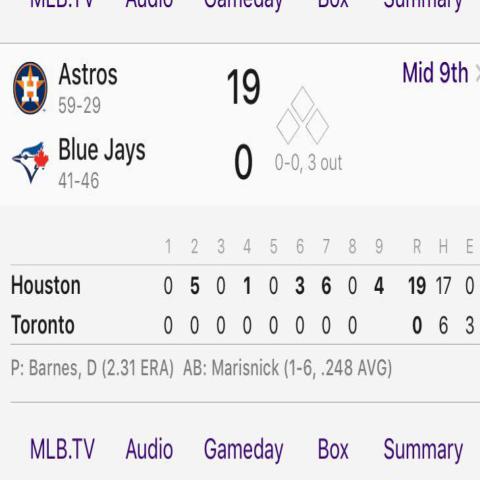 MLB.TV Audio Gameday Box Summary
Astros 19 Mid 9th
59-29
Blue Jays 0 0-0, 3 out
41-46
1 2 3 4 5 6 7 8 9 R H E
Houston 0 5 0 1 0 3 6 0 4 19 17 0
Toronto 0 0 0 0 0 0 0 0 0 6 3
P: Barnes, D (2.31 ERA) AB: Marisnick (1-6, .248 AVG)
MLB.TV Audio Gameday Box Summary